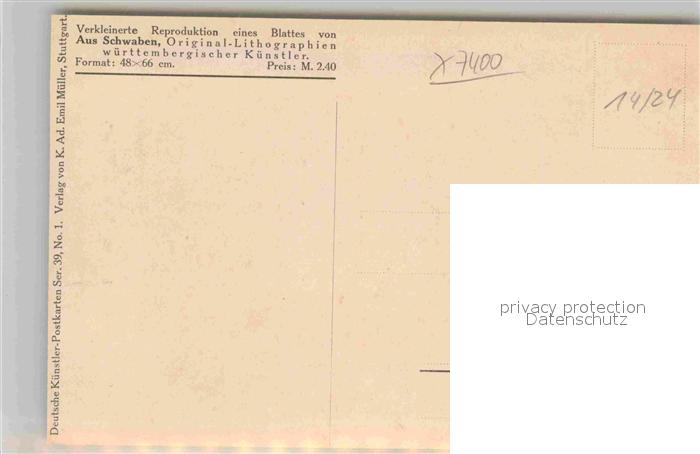 Verkleinerte Reproduktion eines Blattes von
Aus Schwaben, Original-Lithographien
württembergischer Künstler.
Format: 48×66 cm. Preis: M. 2.40
Deutsche Künstler-Postkarten Ser. 39, No. 1. Verlag von K. Ad. Emil Müller, Stuttgart.
X7400
14/24
privacy protection
Datenschutz